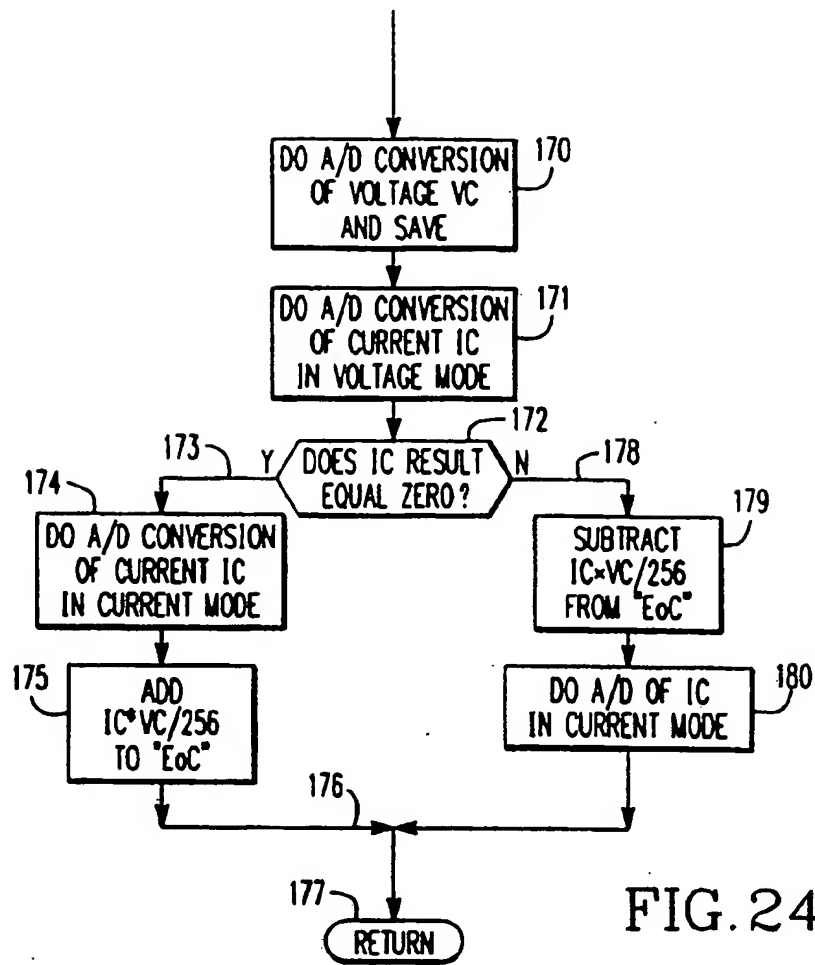 DO A/D CONVERSION
OF VOLTAGE VC
AND SAVE
170
DO A/D CONVERSION
OF CURRENT IC
IN VOLTAGE MODE
171
172
DOES IC RESULT
EQUAL ZERO?
Y
N
173
178
174
DO A/D CONVERSION
OF CURRENT IC
IN CURRENT MODE
179
SUBTRACT
IC×VC/256
FROM "EoC"
175
ADD
IC*VC/256
TO "EoC"
DO A/D OF IC
IN CURRENT MODE
180
176
177
RETURN
FIG.24